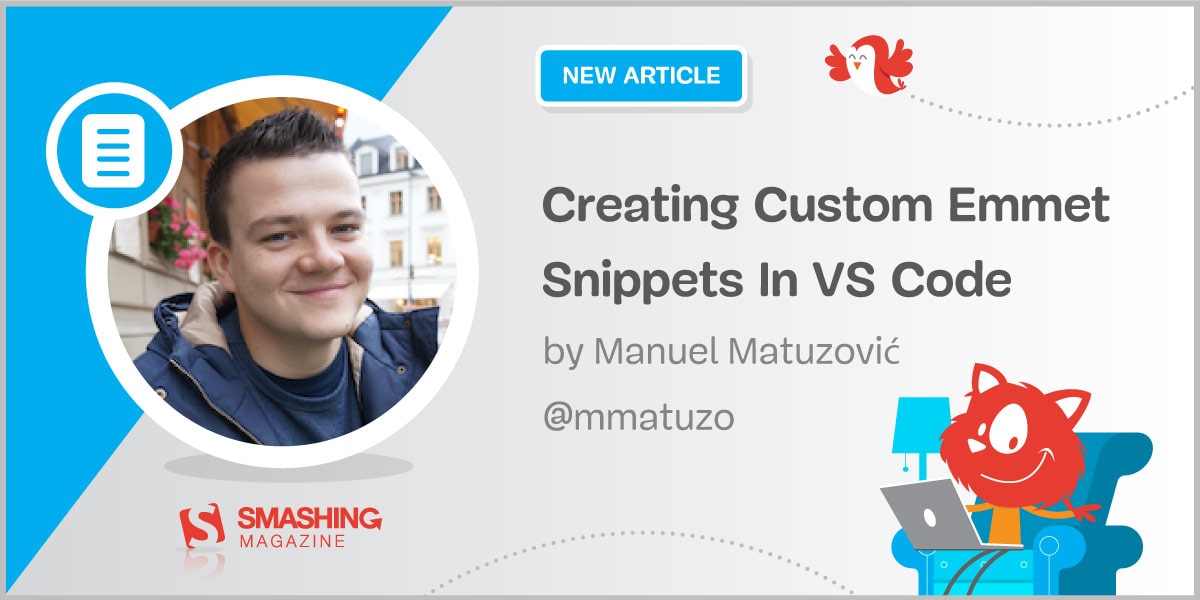 NEW ARTICLE
Creating Custom Emmet
Snippets In VS Code
by Manuel Matuzović
@mmatuzo
SMASHING
MAGAZINE